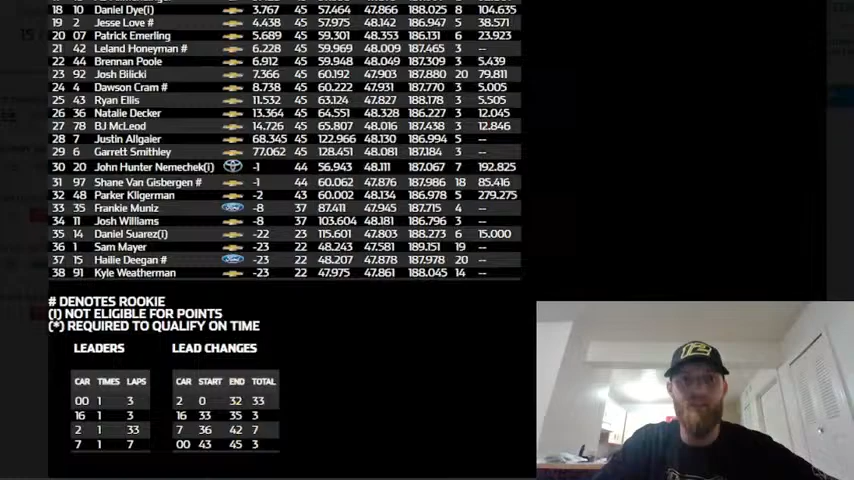 18 10 Daniel Dye(i) 3.767 45 57.464 47.866 188.025 8 104.635
19 2 Jesse Love # 4.438 45 57.975 48.142 186.947 5 38.571
20 07 Patrick Emerling 5.689 45 59.301 48.353 186.131 6 23.923
21 42 Leland Honeyman # 6.228 45 59.969 48.009 187.465 3 --
22 44 Brennan Poole 6.912 45 59.948 48.049 187.309 3 5.439
23 92 Josh Bilicki 7.366 45 60.192 47.903 187.880 20 79.811
24 4 Dawson Cram # 8.738 45 60.222 47.931 187.770 3 5.005
25 43 Ryan Ellis 11.532 45 63.124 47.827 188.178 3 5.505
26 36 Natalie Decker 13.364 45 64.551 48.328 186.227 3 12.045
27 78 BJ McLeod 14.726 45 65.807 48.016 187.438 3 12.846
28 7 Justin Allgaier 68.345 45 122.966 48.130 186.994 5 --
29 6 Garrett Smithley 77.062 45 128.451 48.081 187.184 3 --
30 20 John Hunter Nemechek(i) -1 44 56.943 48.111 187.067 7 192.825
31 97 Shane Van Gisbergen # -1 44 60.062 47.876 187.986 18 85.416
32 48 Parker Kligerman -2 43 60.002 48.134 186.978 5 279.275
33 35 Frankie Muniz -8 37 87.411 47.945 187.715 4 --
34 11 Josh Williams -8 37 103.604 48.181 186.796 3 --
35 14 Daniel Suarez(i) -22 23 115.601 47.803 188.273 6 15.000
36 1 Sam Mayer -23 22 48.243 47.581 189.151 19 --
37 15 Hailie Deegan # -23 22 48.207 47.878 187.978 20 --
38 91 Kyle Weatherman -23 22 47.975 47.861 188.045 14 --
# DENOTES ROOKIE
(i) NOT ELIGIBLE FOR POINTS
(*) REQUIRED TO QUALIFY ON TIME
LEADERS LEAD CHANGES
CAR TIMES LAPS CAR START END TOTAL
00 1 3 2 0 32 33
16 1 3 16 33 35 3
2 1 33 7 36 42 7
7 1 7 00 43 45 3